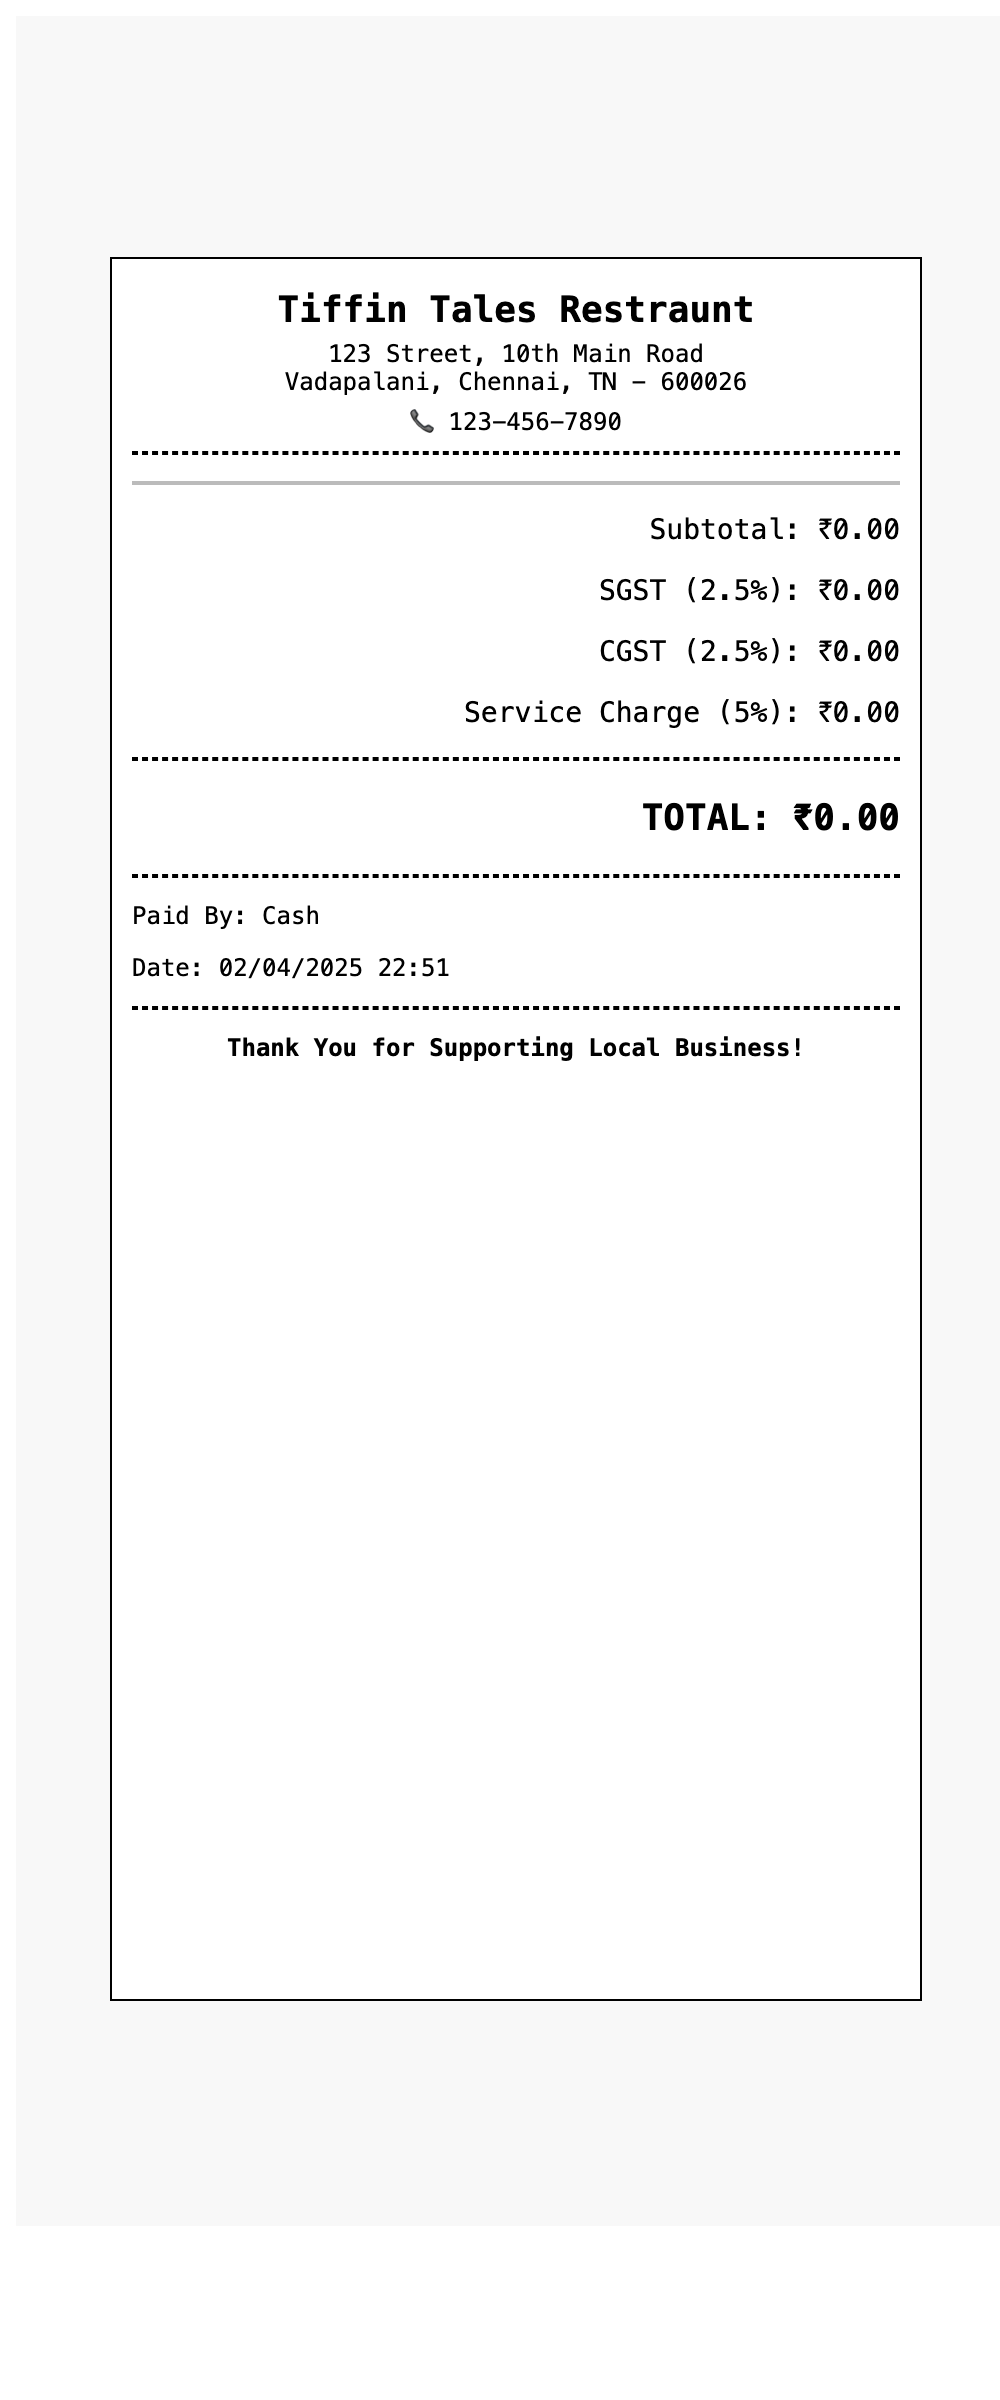 Tiffin Tales Restraunt
123 Street, 10th Main Road
Vadapalani, Chennai, TN – 600026
📞 123–456–7890
Subtotal: ₹0.00
SGST (2.5%): ₹0.00
CGST (2.5%): ₹0.00
Service Charge (5%): ₹0.00
TOTAL: ₹0.00
Paid By: Cash
Date: 02/04/2025 22:51
Thank You for Supporting Local Business!